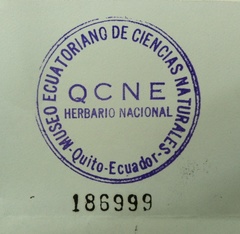 MUSEO ECUATORIANO DE CIENCIAS NATURALES
QCNE
HERBARIO NACIONAL
-Quito-Ecuador-
186999